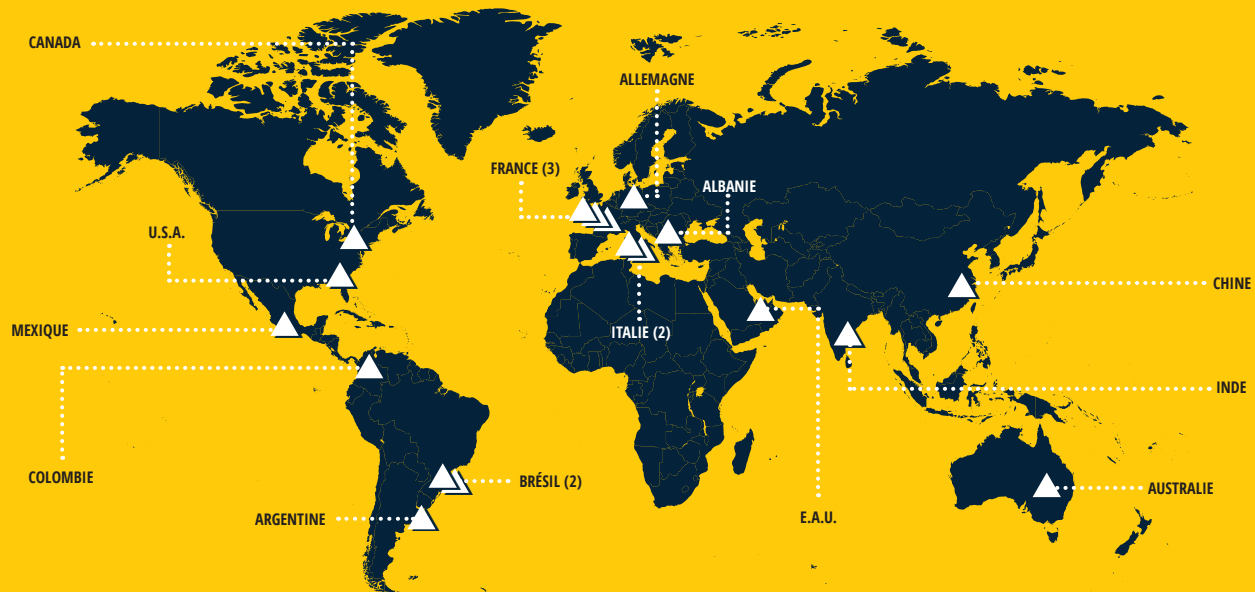 CANADA
ALLEMAGNE
FRANCE (3)
ALBANIE
U.S.A.
CHINE
MEXIQUE
ITALIE (2)
INDE
COLOMBIE
BRÉSIL (2)
AUSTRALIE
ARGENTINE
E.A.U.